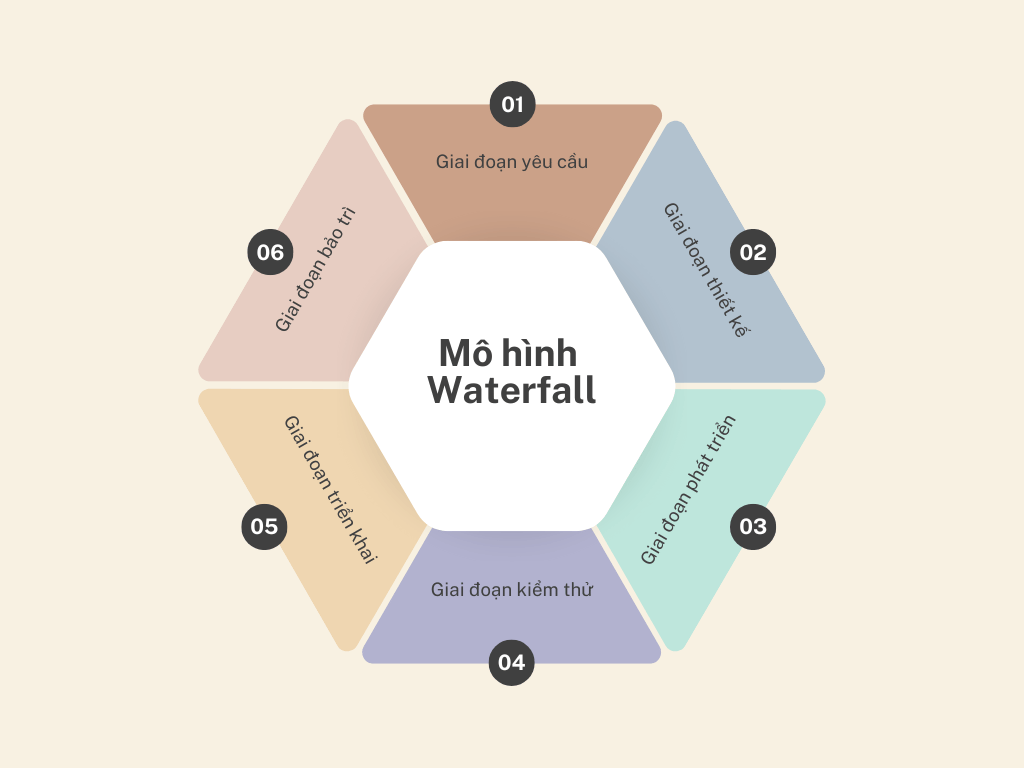 Mô hình
Waterfall
01
Giai đoạn yêu cầu
02
Giai đoạn thiết kế
03
Giai đoạn phát triển
04
Giai đoạn kiểm thử
05
Giai đoạn triển khai
06
Giai đoạn bảo trì